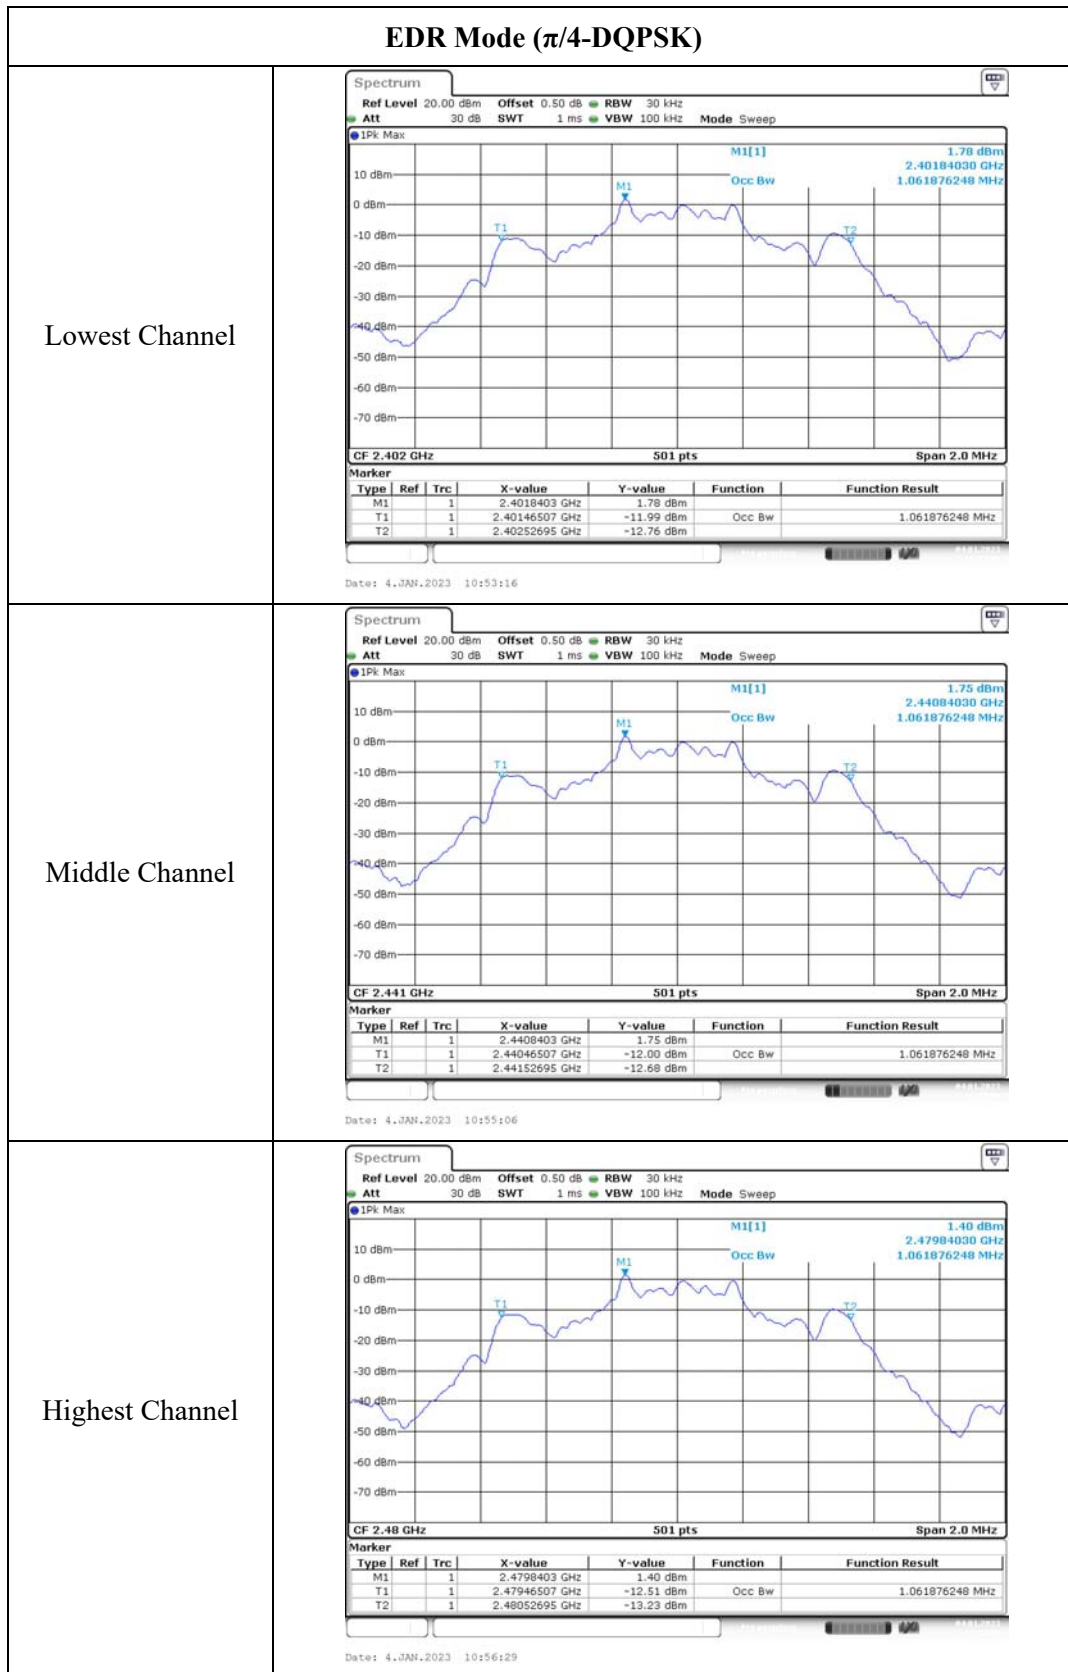 EDR Mode (π/4-DQPSK)
Lowest Channel
Spectrum
Ref Level 20.00 dBm Offset 0.50 dB RBW 30 kHz
Att 30 dB SWT 1 ms VBW 100 kHz Mode Sweep
1Pk Max
M1[1] 1.78 dBm
2.40184030 GHz
10 dBm
Occ Bw 1.061876248 MHz
M1
0 dBm
T1
T2
-10 dBm
-20 dBm
-30 dBm
-40 dBm
-50 dBm
-60 dBm
-70 dBm
CF 2.402 GHz 501 pts Span 2.0 MHz
Marker
Type Ref Trc X-value Y-value Function Function Result
M1 1 2.4018403 GHz 1.78 dBm
T1 1 2.40146507 GHz -11.99 dBm Occ Bw 1.061876248 MHz
T2 1 2.40252695 GHz -12.76 dBm
Date: 4.JAN.2023 10:53:16
Middle Channel
Spectrum
Ref Level 20.00 dBm Offset 0.50 dB RBW 30 kHz
Att 30 dB SWT 1 ms VBW 100 kHz Mode Sweep
1Pk Max
M1[1] 1.75 dBm
2.44084030 GHz
10 dBm
Occ Bw 1.061876248 MHz
M1
0 dBm
T1
T2
-10 dBm
-20 dBm
-30 dBm
-40 dBm
-50 dBm
-60 dBm
-70 dBm
CF 2.441 GHz 501 pts Span 2.0 MHz
Marker
Type Ref Trc X-value Y-value Function Function Result
M1 1 2.4408403 GHz 1.75 dBm
T1 1 2.44046507 GHz -12.00 dBm Occ Bw 1.061876248 MHz
T2 1 2.44152695 GHz -12.68 dBm
Date: 4.JAN.2023 10:55:06
Highest Channel
Spectrum
Ref Level 20.00 dBm Offset 0.50 dB RBW 30 kHz
Att 30 dB SWT 1 ms VBW 100 kHz Mode Sweep
1Pk Max
M1[1] 1.40 dBm
2.47984030 GHz
10 dBm
Occ Bw 1.061876248 MHz
M1
0 dBm
T1
T2
-10 dBm
-20 dBm
-30 dBm
-40 dBm
-50 dBm
-60 dBm
-70 dBm
CF 2.48 GHz 501 pts Span 2.0 MHz
Marker
Type Ref Trc X-value Y-value Function Function Result
M1 1 2.4798403 GHz 1.40 dBm
T1 1 2.47946507 GHz -12.51 dBm Occ Bw 1.061876248 MHz
T2 1 2.48052695 GHz -13.23 dBm
Date: 4.JAN.2023 10:56:29